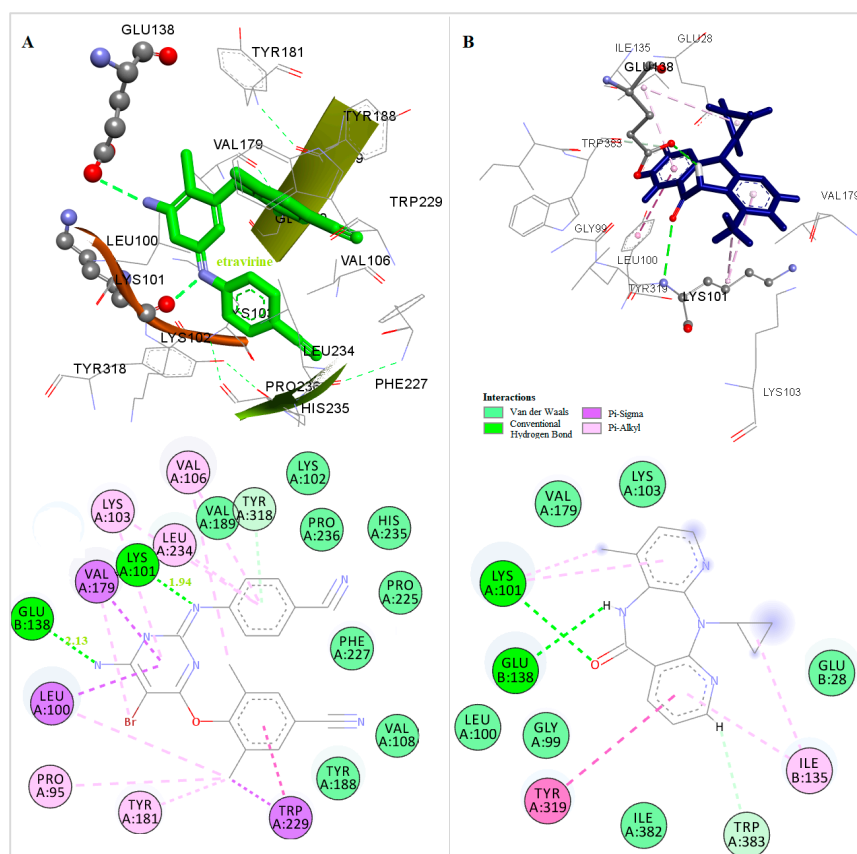 A
GLU138
TYR181
VAL179
TYR188
TRP229
LEU100
etravirine
VAL106
LYS101
LYS102
LEU234
TYR318
PRO236
PHE227
HIS235
B
ILE135
GLU28
GLU138
TRP383
VAL179
GLY99
LEU100
TYR319
LYS101
LYS103
Interactions
Van der Waals
Conventional
Hydrogen Bond
Pi-Sigma
Pi-Alkyl
VAL
A:106
LYS
A:102
LYS
A:103
VAL
A:189
TYR
A:318
LEU
A:234
PRO
A:236
HIS
A:235
LYS
A:101
1.94
VAL
A:179
N
PRO
A:225
GLU
B:138
2.13
N
N
N
N
PHE
A:227
LEU
A:100
Br
O
N
VAL
A:108
PRO
A:95
TYR
A:181
TYR
A:188
TRP
A:229
LYS
A:103
VAL
A:179
LYS
A:101
N
H
NH
N
GLU
B:138
O
N
GLU
B:28
LEU
A:100
GLY
A:99
H
ILE
B:135
TYR
A:319
ILE
A:382
TRP
A:383